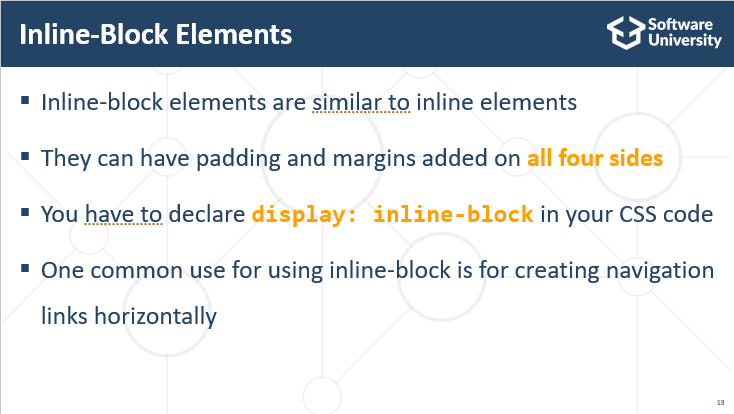 Inline-Block Elements
Software
University
▪ Inline-block elements are similar to inline elements
▪ They can have padding and margins added on all four sides
▪ You have to declare display: inline-block in your CSS code
▪ One common use for using inline-block is for creating navigation
links horizontally
13